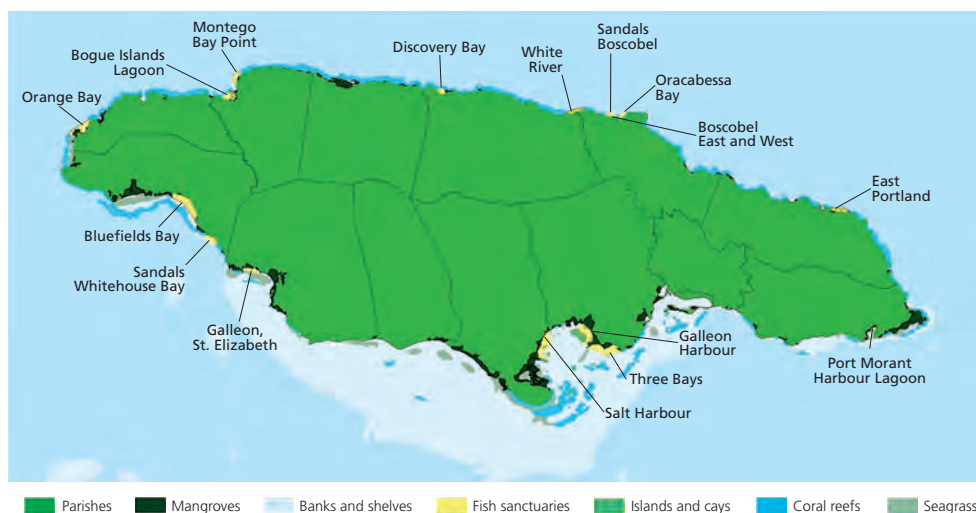 Montego
Bay Point
Bogue Islands
Lagoon
Orange Bay
Discovery Bay
White
River
Sandals
Boscobel
Oracabessa
Bay
Boscobel
East and West
East
Portland
Bluefields Bay
Sandals
Whitehouse Bay
Galleon,
St. Elizabeth
Galleon
Harbour
Three Bays
Salt Harbour
Port Morant
Harbour Lagoon
Parishes Mangroves Banks and shelves Fish sanctuaries Islands and cays Coral reefs Seagrass